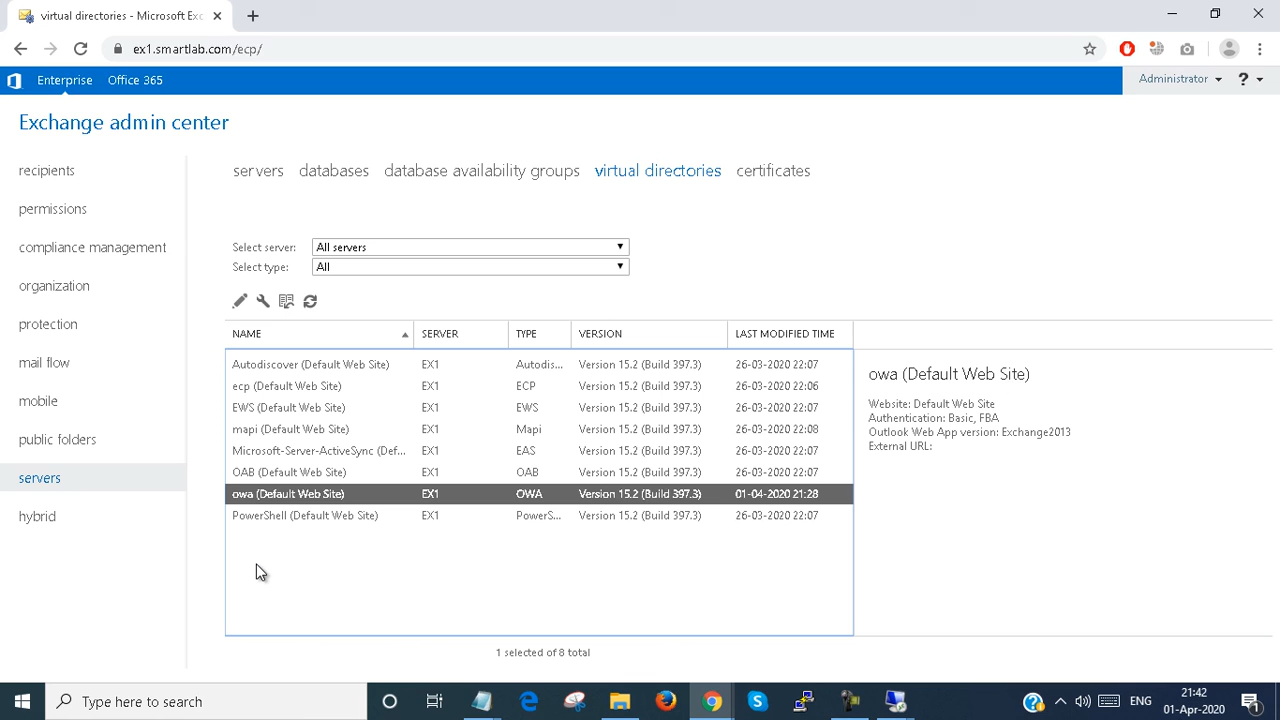 virtual directories - Microsoft Exc
ex1.smartlab.com/ecp/
Enterprise Office 365
Administrator ?
Exchange admin center
recipients
permissions
compliance management
organization
protection
mail flow
mobile
public folders
servers
hybrid
servers databases database availability groups virtual directories certificates
Select server: All servers
Select type: All
NAME SERVER TYPE VERSION LAST MODIFIED TIME
Autodiscover (Default Web Site) EX1 Autodis... Version 15.2 (Build 397.3) 26-03-2020 22:07
ecp (Default Web Site) EX1 ECP Version 15.2 (Build 397.3) 26-03-2020 22:06
EWS (Default Web Site) EX1 EWS Version 15.2 (Build 397.3) 26-03-2020 22:07
mapi (Default Web Site) EX1 Mapi Version 15.2 (Build 397.3) 26-03-2020 22:08
Microsoft-Server-ActiveSync (Def... EX1 EAS Version 15.2 (Build 397.3) 26-03-2020 22:07
OAB (Default Web Site) EX1 OAB Version 15.2 (Build 397.3) 26-03-2020 22:07
owa (Default Web Site) EX1 OWA Version 15.2 (Build 397.3) 01-04-2020 21:28
PowerShell (Default Web Site) EX1 PowerS... Version 15.2 (Build 397.3) 26-03-2020 22:07
1 selected of 8 total
owa (Default Web Site)
Website: Default Web Site
Authentication: Basic, FBA
Outlook Web App version: Exchange2013
External URL:
Type here to search
ENG
21:42
01-Apr-2020
1